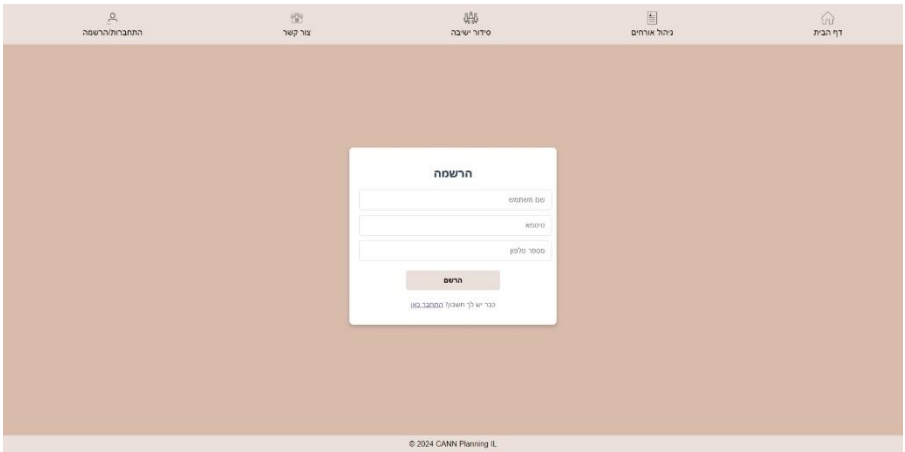 דף הבית
ניהול אורחים
סידור ישיבה
צור קשר
התחברות/הרשמה
הרשמה
שם משתמש
סיסמא
מספר טלפון
הרשם
כבר יש לך חשבון? התחבר כאן
© 2024 CANN Planning IL